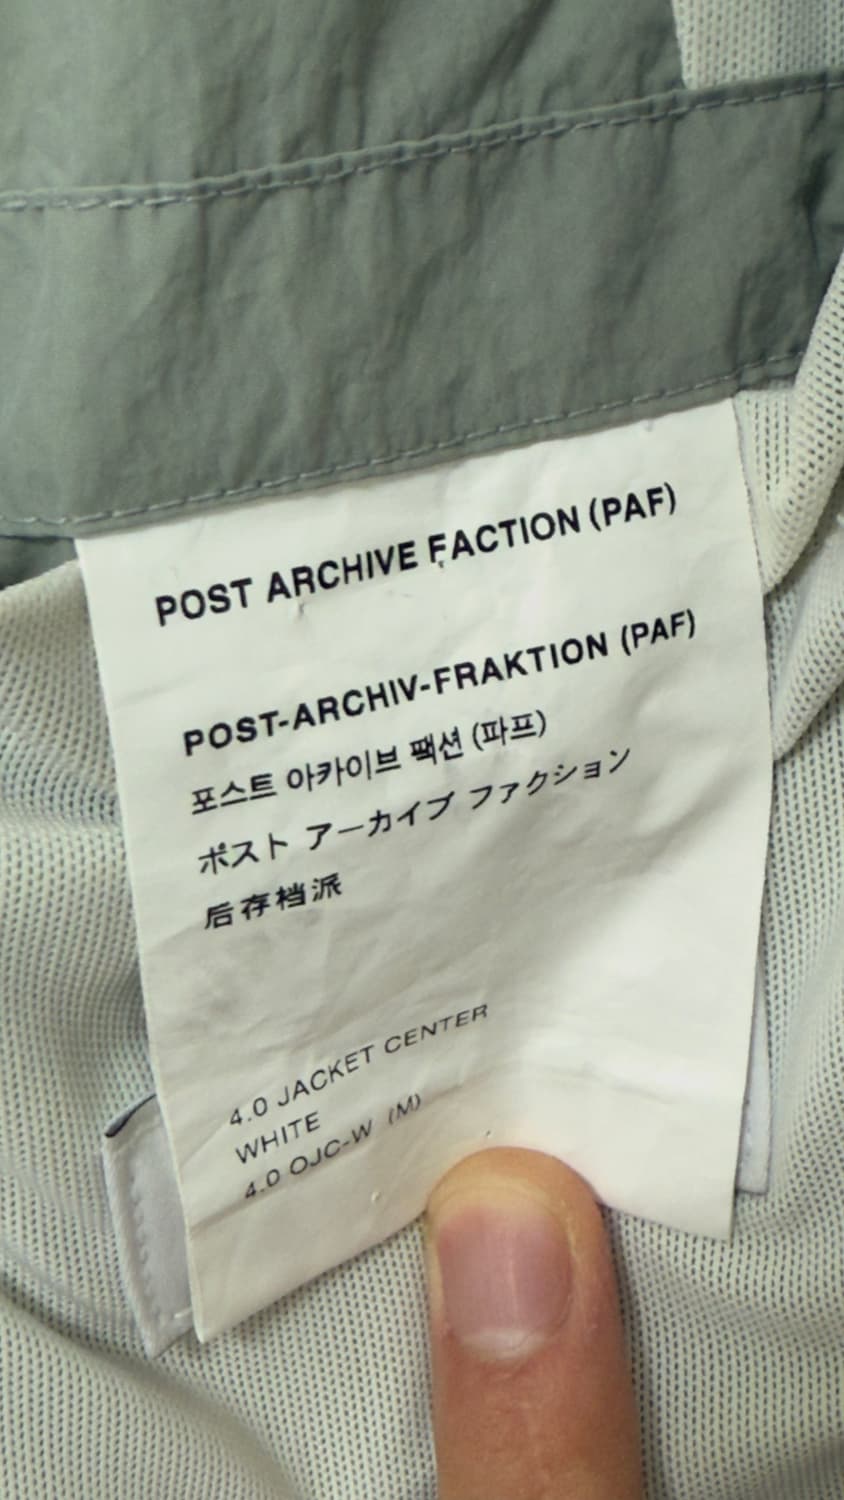 POST ARCHIVE FACTION (PAF)
POST-ARCHIV-FRAKTION (PAF)
포스트 아카이브 팩션 (파프)
ポスト アーカイブ ファクション
后存档派
4.0 JACKET CENTER
WHITE
4.0 OJC-W (M)